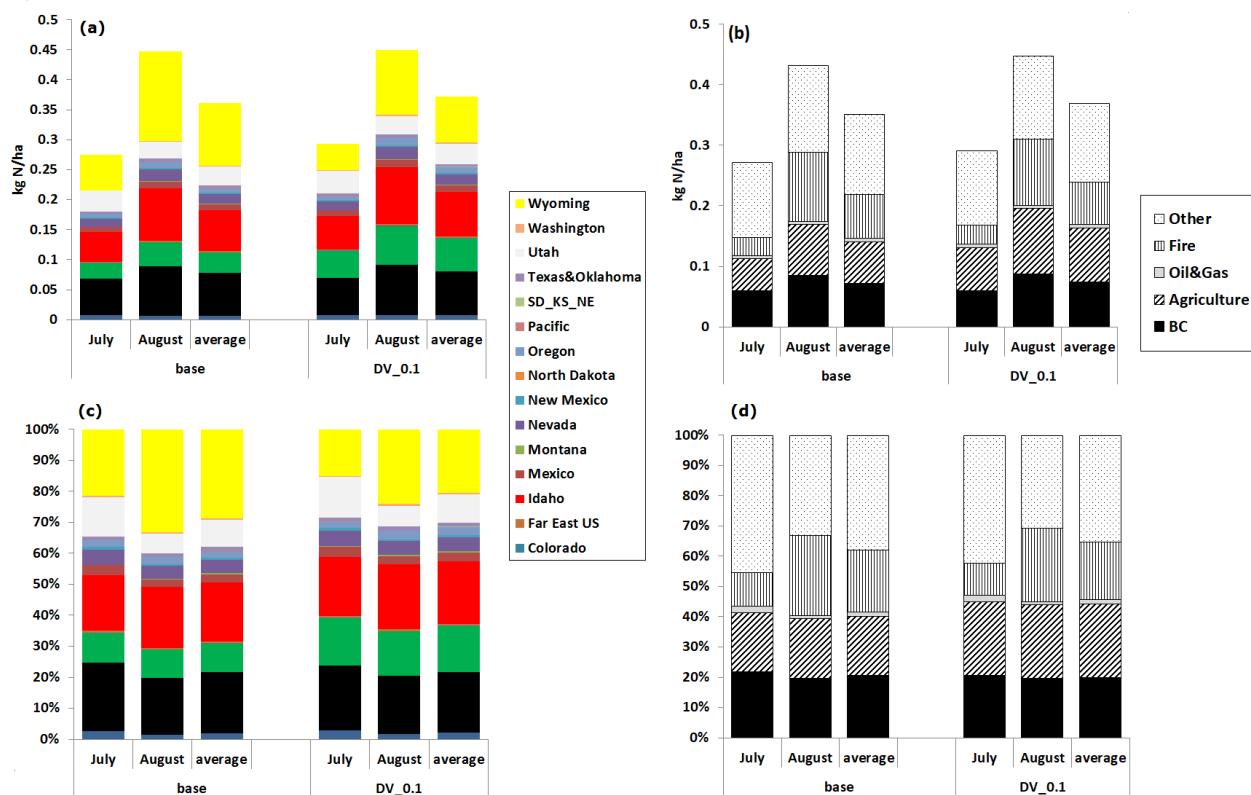 (a)
kg N/ha
0.5
0.45
0.4
0.35
0.3
0.25
0.2
0.15
0.1
0.05
0
July August average July August average
base DV_0.1
Wyoming
Washington
Utah
Texas&Oklahoma
SD_KS_NE
Pacific
Oregon
North Dakota
New Mexico
Nevada
Montana
Mexico
Idaho
Far East US
Colorado
(b)
kg N/ha
0.5
0.4
0.3
0.2
0.1
0
July August average July August average
base DV_0.1
Other
Fire
Oil&Gas
Agriculture
BC
(c)
100%
90%
80%
70%
60%
50%
40%
30%
20%
10%
0%
July August average July August average
base DV_0.1
(d)
100%
90%
80%
70%
60%
50%
40%
30%
20%
10%
0%
July August average July August average
base DV_0.1